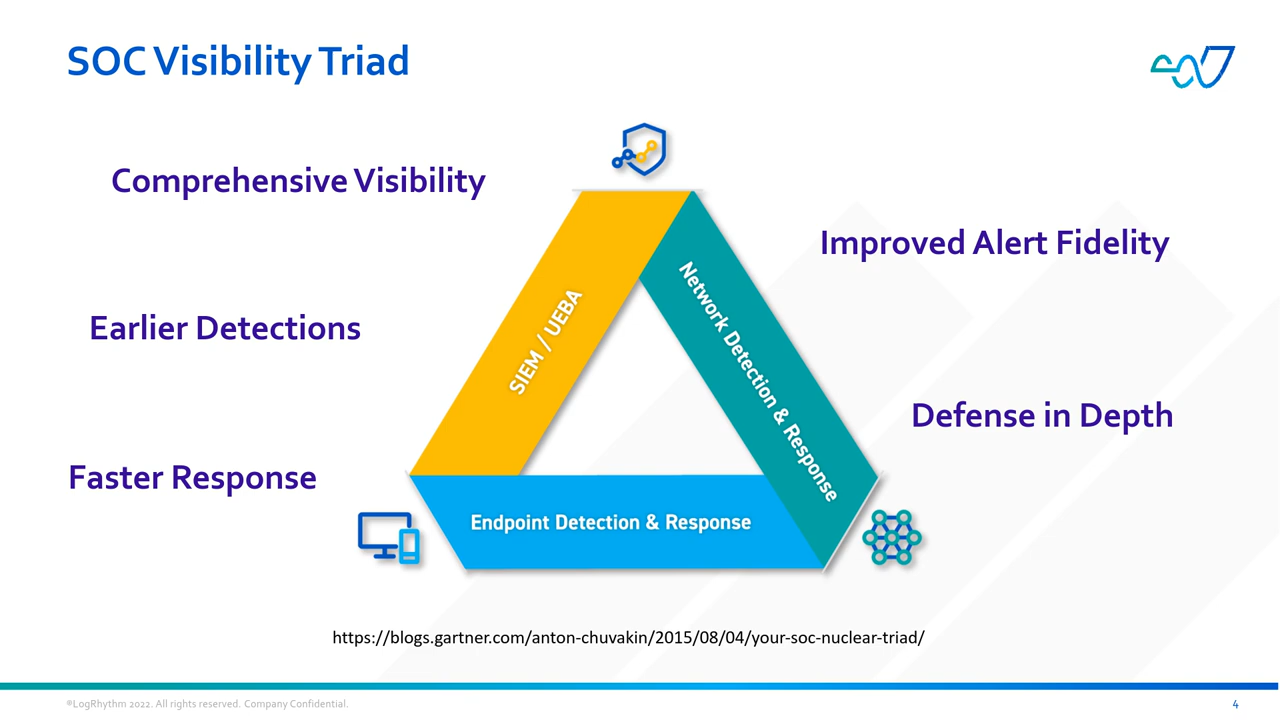 SOC Visibility Triad
Comprehensive Visibility
Improved Alert Fidelity
Earlier Detections
SIEM / UEBA
Network Detection & Response
Defense in Depth
Faster Response
Endpoint Detection & Response
https://blogs.gartner.com/anton-chuvakin/2015/08/04/your-soc-nuclear-triad/
®LogRhythm 2022. All rights reserved. Company Confidential.
4